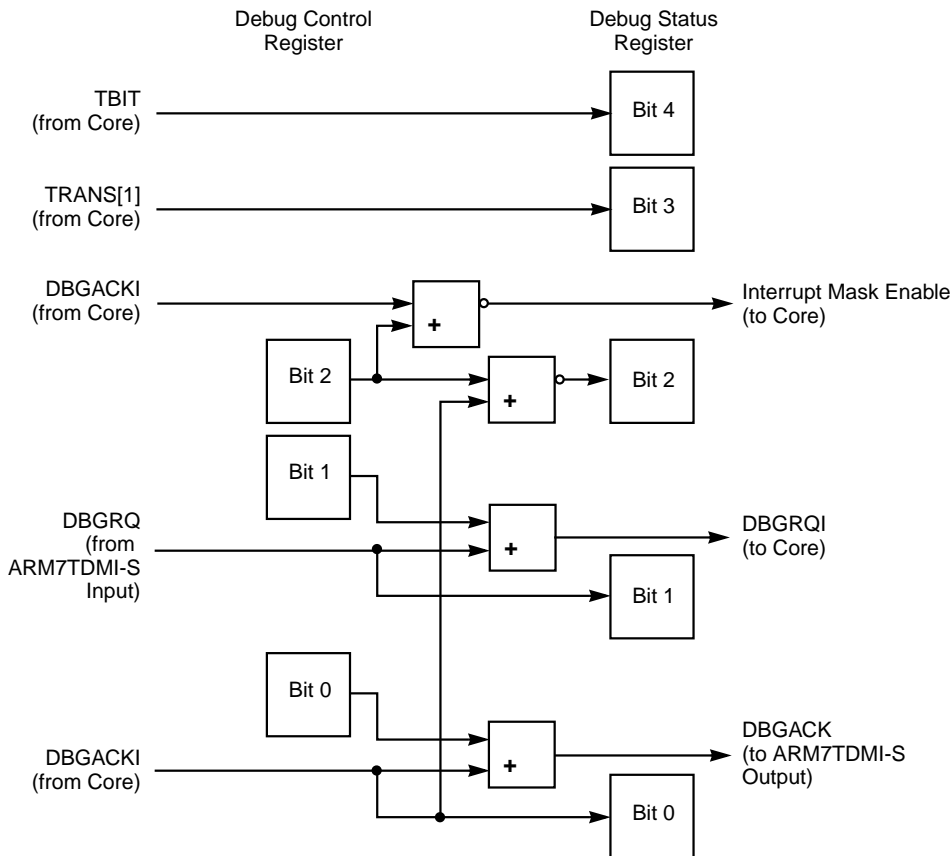 Debug Control
Register
Debug Status
Register
TBIT
(from Core)
Bit 4
TRANS[1]
(from Core)
Bit 3
DBGACKI
(from Core)
+
Interrupt Mask Enable
(to Core)
Bit 2
+
Bit 2
Bit 1
DBGRQ
(from
ARM7TDMI-S
Input)
+
DBGRQI
(to Core)
Bit 1
Bit 0
DBGACKI
(from Core)
+
DBGACK
(to ARM7TDMI-S
Output)
Bit 0